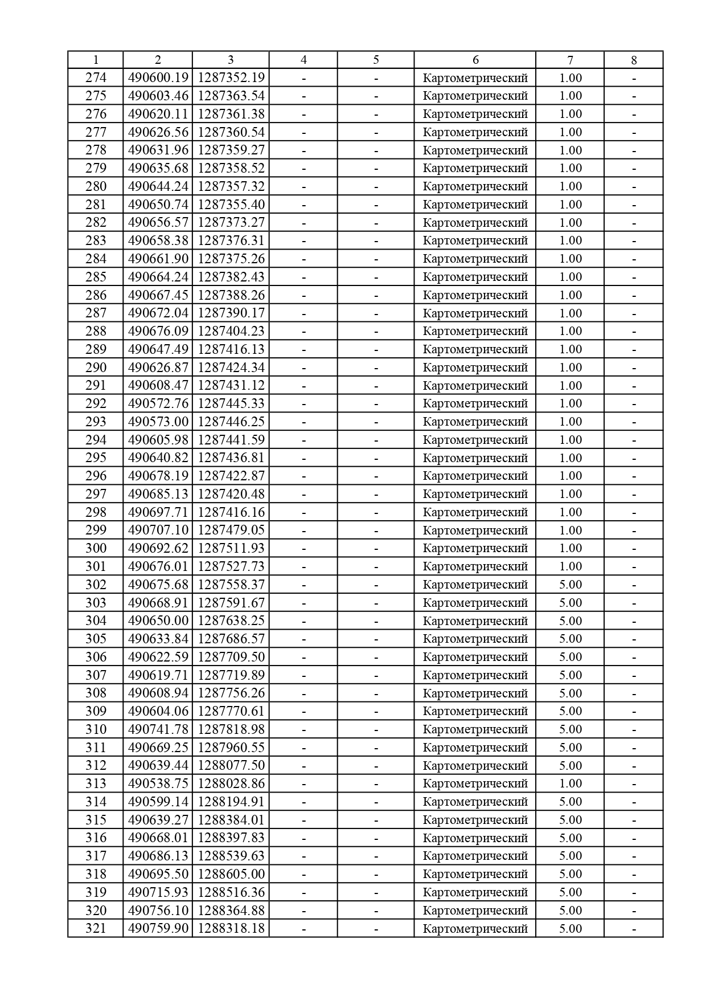 1 2 3 4 5 6 7 8
274 490600.19 1287352.19 - - Картометрический 1.00 -
275 490603.46 1287363.54 - - Картометрический 1.00 -
276 490620.11 1287361.38 - - Картометрический 1.00 -
277 490626.56 1287360.54 - - Картометрический 1.00 -
278 490631.96 1287359.27 - - Картометрический 1.00 -
279 490635.68 1287358.52 - - Картометрический 1.00 -
280 490644.24 1287357.32 - - Картометрический 1.00 -
281 490650.74 1287355.40 - - Картометрический 1.00 -
282 490656.57 1287373.27 - - Картометрический 1.00 -
283 490658.38 1287376.31 - - Картометрический 1.00 -
284 490661.90 1287375.26 - - Картометрический 1.00 -
285 490664.24 1287382.43 - - Картометрический 1.00 -
286 490667.45 1287388.26 - - Картометрический 1.00 -
287 490672.04 1287390.17 - - Картометрический 1.00 -
288 490676.09 1287404.23 - - Картометрический 1.00 -
289 490647.49 1287416.13 - - Картометрический 1.00 -
290 490626.87 1287424.34 - - Картометрический 1.00 -
291 490608.47 1287431.12 - - Картометрический 1.00 -
292 490572.76 1287445.33 - - Картометрический 1.00 -
293 490573.00 1287446.25 - - Картометрический 1.00 -
294 490605.98 1287441.59 - - Картометрический 1.00 -
295 490640.82 1287436.81 - - Картометрический 1.00 -
296 490678.19 1287422.87 - - Картометрический 1.00 -
297 490685.13 1287420.48 - - Картометрический 1.00 -
298 490697.71 1287416.16 - - Картометрический 1.00 -
299 490707.10 1287479.05 - - Картометрический 1.00 -
300 490692.62 1287511.93 - - Картометрический 1.00 -
301 490676.01 1287527.73 - - Картометрический 1.00 -
302 490675.68 1287558.37 - - Картометрический 5.00 -
303 490668.91 1287591.67 - - Картометрический 5.00 -
304 490650.00 1287638.25 - - Картометрический 5.00 -
305 490633.84 1287686.57 - - Картометрический 5.00 -
306 490622.59 1287709.50 - - Картометрический 5.00 -
307 490619.71 1287719.89 - - Картометрический 5.00 -
308 490608.94 1287756.26 - - Картометрический 5.00 -
309 490604.06 1287770.61 - - Картометрический 5.00 -
310 490741.78 1287818.98 - - Картометрический 5.00 -
311 490669.25 1287960.55 - - Картометрический 5.00 -
312 490639.44 1288077.50 - - Картометрический 5.00 -
313 490538.75 1288028.86 - - Картометрический 1.00 -
314 490599.14 1288194.91 - - Картометрический 5.00 -
315 490639.27 1288384.01 - - Картометрический 5.00 -
316 490668.01 1288397.83 - - Картометрический 5.00 -
317 490686.13 1288539.63 - - Картометрический 5.00 -
318 490695.50 1288605.00 - - Картометрический 5.00 -
319 490715.93 1288516.36 - - Картометрический 5.00 -
320 490756.10 1288364.88 - - Картометрический 5.00 -
321 490759.90 1288318.18 - - Картометрический 5.00 -